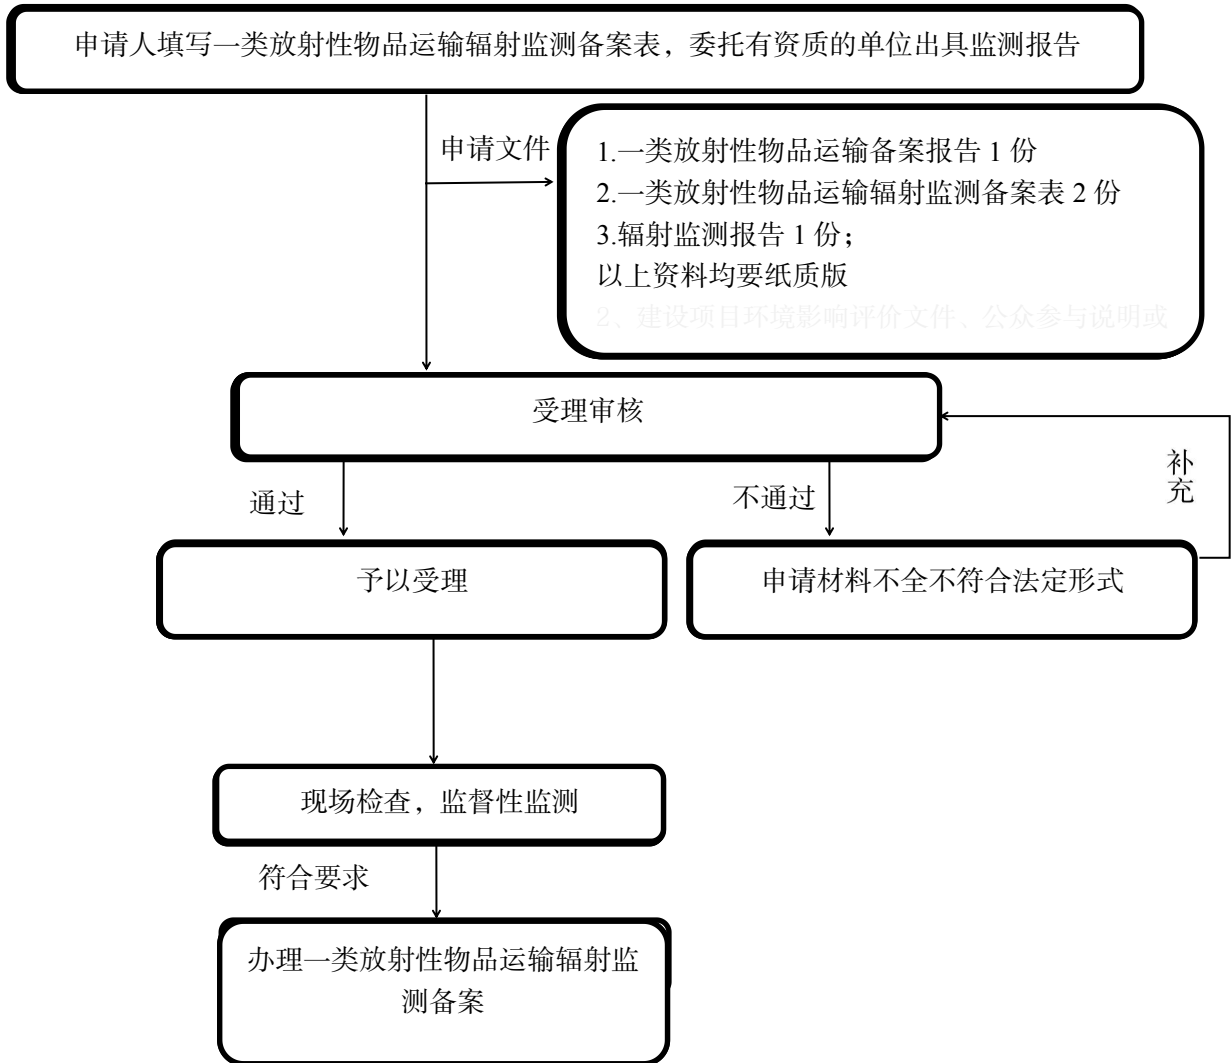 申请人填写一类放射性物品运输辐射监测备案表，委托有资质的单位出具监测报告
申请文件
1.一类放射性物品运输备案报告 1 份
2.一类放射性物品运输辐射监测备案表 2 份
3.辐射监测报告 1 份；
以上资料均要纸质版
2、建设项目环境影响评价文件、公众参与说明或
受理审核
通过
不通过
补
充
予以受理
申请材料不全不符合法定形式
现场检查，监督性监测
符合要求
办理一类放射性物品运输辐射监
测备案